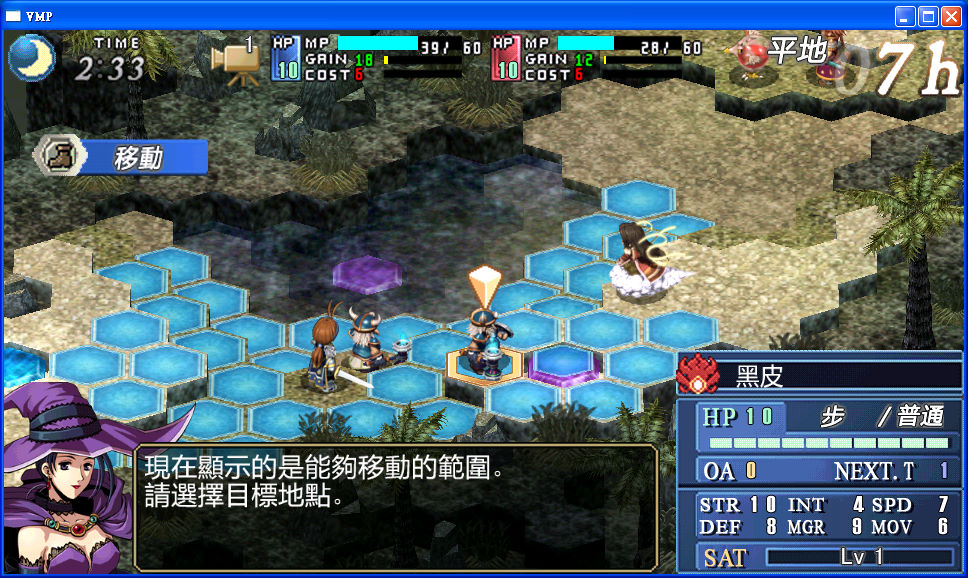 VMP
TIME
2:33
1
HP 10 MP 39/ 60
GAIN 18
COST 6
HP 10 MP 28/ 60
GAIN 12
COST 6
平地
07h
移動
黑皮
HP 10 步 /普通
OA 0 NEXT.T 1
STR 10 INT 4 SPD 7
DEF 8 MGR 9 MOV 6
SAT Lv 1
現在顯示的是能夠移動的範圍。
請選擇目標地點。